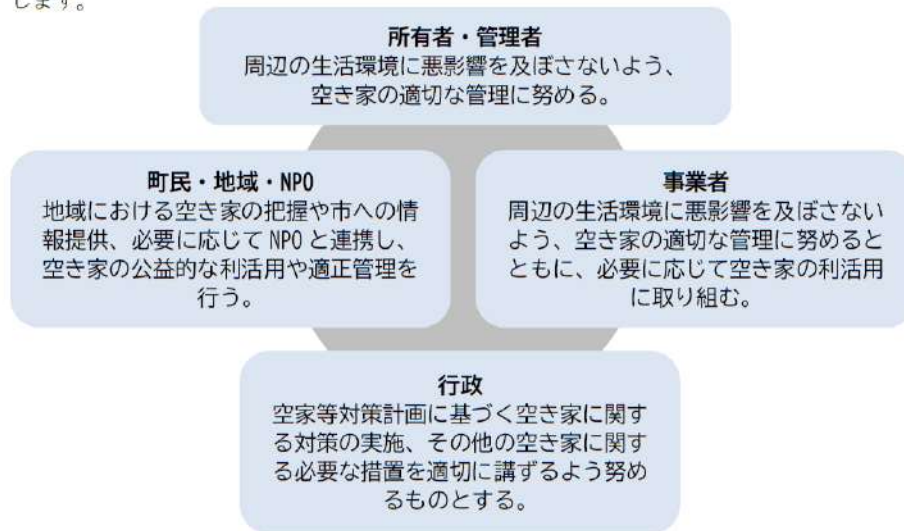 します。
所有者・管理者
周辺の生活環境に悪影響を及ぼさないよう、
空き家の適切な管理に努める。
町民・地域・NPO
地域における空き家の把握や市への情
報提供、必要に応じて NPO と連携し、
空き家の公益的な利活用や適正管理を
行う。
事業者
周辺の生活環境に悪影響を及ぼさない
よう、空き家の適切な管理に努めると
ともに、必要に応じて空き家の利活用
に取り組む。
行政
空家等対策計画に基づく空き家に関す
る対策の実施、その他の空き家に関す
る必要な措置を適切に講ずるよう努め
るものとする。